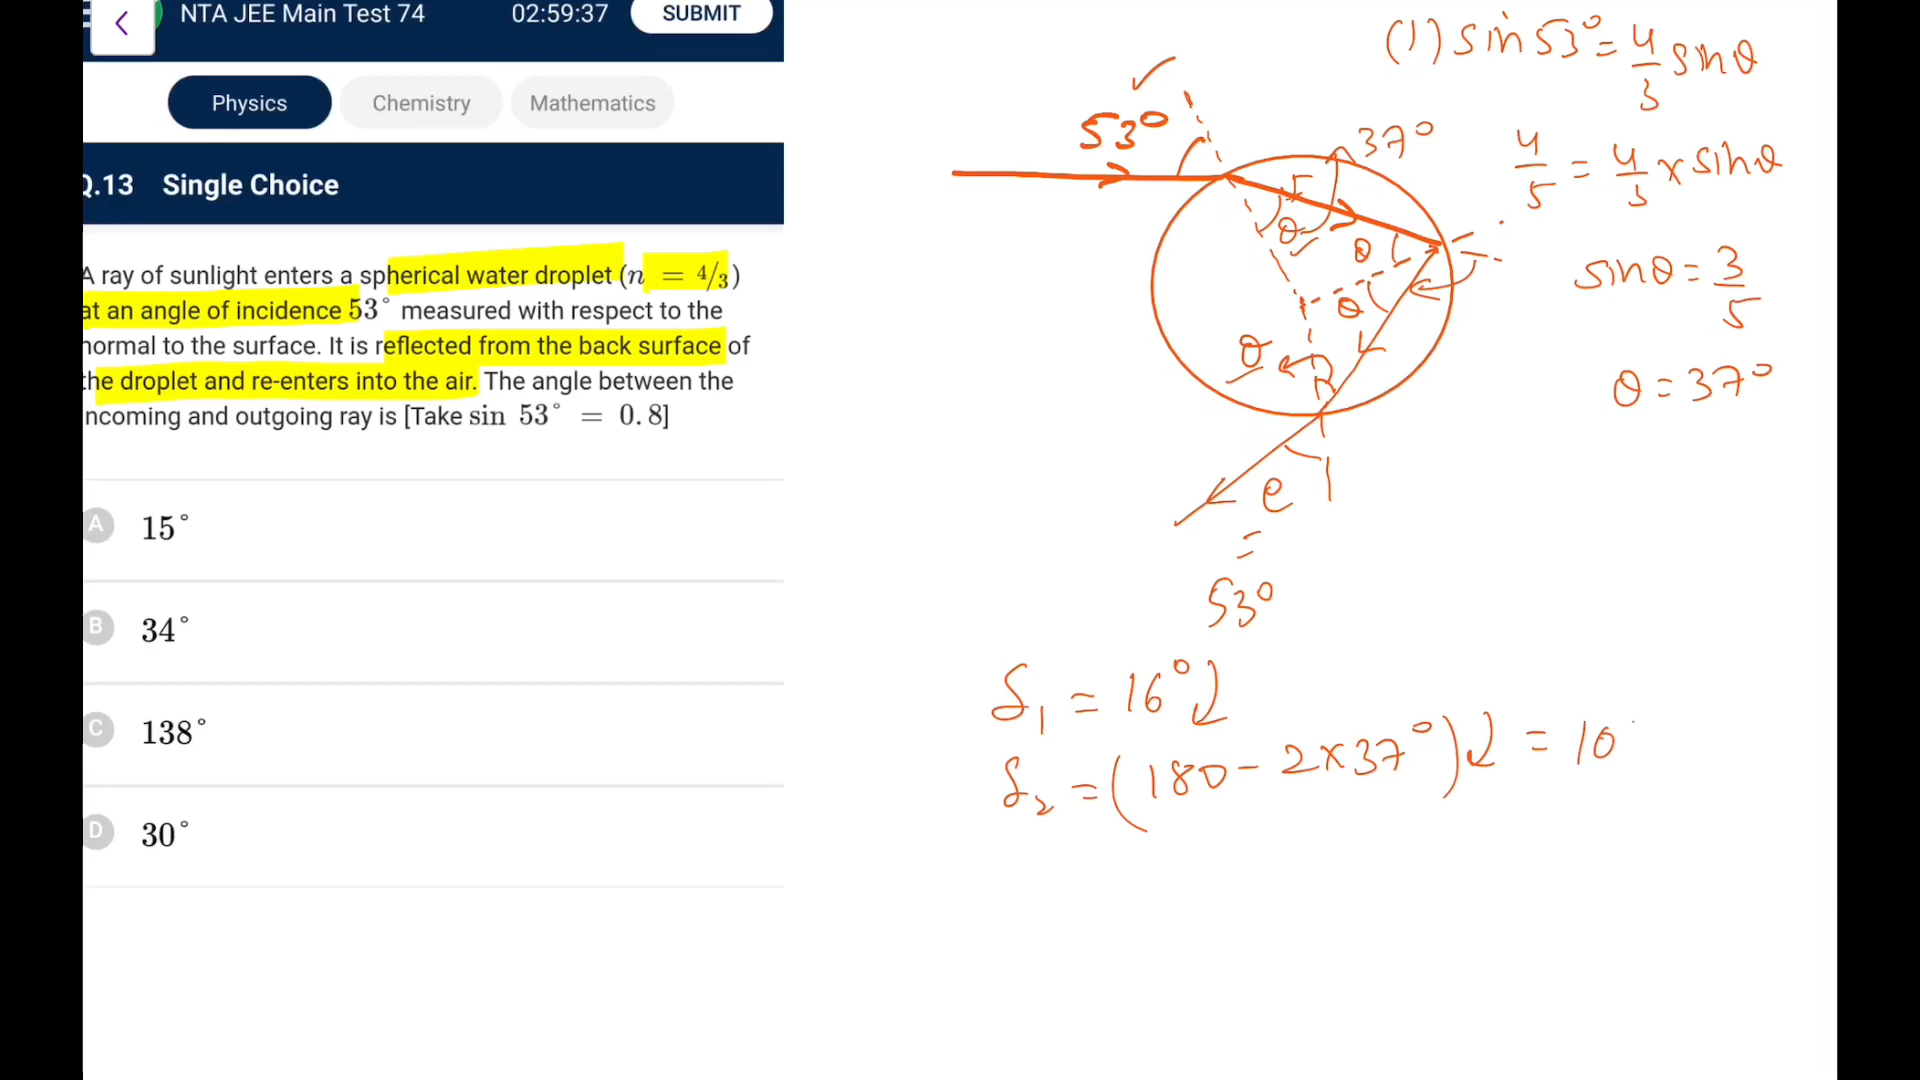 NTA JEE Main Test 74 02:59:37 SUBMIT
Physics Chemistry Mathematics
Q.13 Single Choice
A ray of sunlight enters a spherical water droplet (n = 4/3)
at an angle of incidence 53° measured with respect to the
normal to the surface. It is reflected from the back surface of
the droplet and re-enters into the air. The angle between the
incoming and outgoing ray is [Take sin 53° = 0.8]
A 15°
B 34°
C 138°
D 30°
(1) sin 53° = 4/3 sinθ
53°
37°
4/5 = 4/3 × sinθ
r
θ
θ
θ
θ
sinθ = 3/5
θ = 37°
e
=
53°
δ₁ = 16°
δ₂ = (180 - 2×37°) = 10